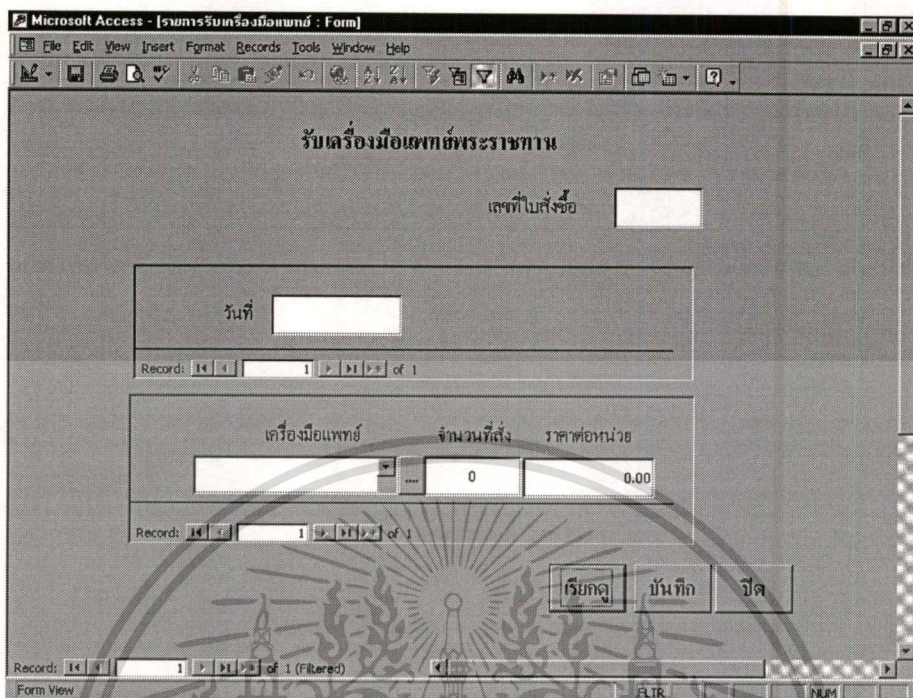 Microsoft Access - [รายการรับเครื่องมือแพทย์ : Form]
File Edit View Insert Format Records Tools Window Help
รับเครื่องมือแพทย์พระราชทาน
เลขที่ใบสั่งซื้อ
วันที่
Record: 1 of 1
เครื่องมือแพทย์ จำนวนที่สั่ง ราคาต่อหน่วย
.... 0 0.00
Record: 1 of 1
เรียกดู บันทึก ปิด
Record: 1 of 1 (Filtered)
Form View FLTR NUM